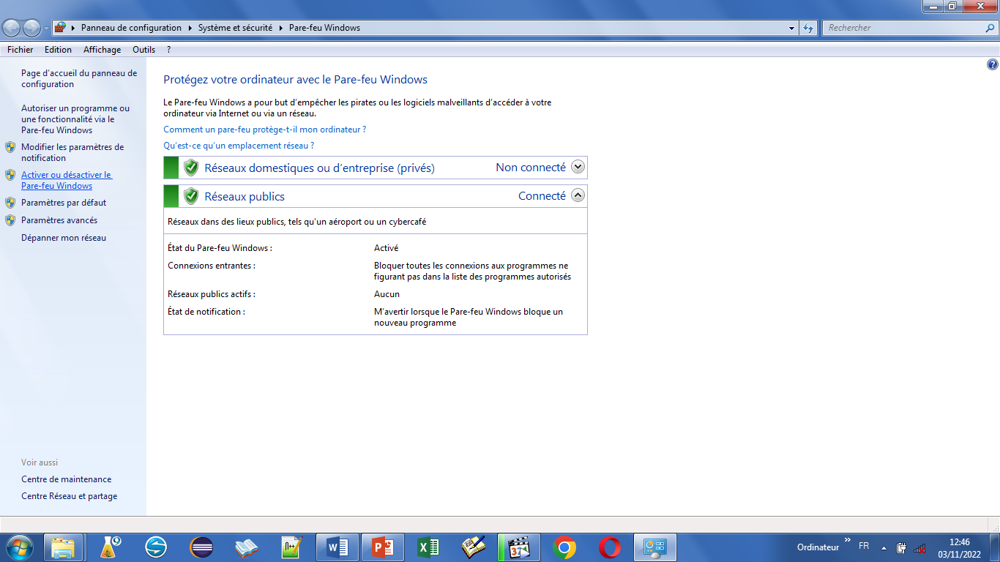 Panneau de configuration
Système et sécurité
Pare-feu Windows
Rechercher
Fichier
Edition
Affichage
Outils
?
Page d'accueil du panneau de
configuration
Autoriser un programme ou
une fonctionnalité via le
Pare-feu Windows
Modifier les paramètres de
notification
Activer ou désactiver le
Pare-feu Windows
Paramètres par défaut
Paramètres avancés
Dépanner mon réseau
Voir aussi
Centre de maintenance
Centre Réseau et partage
Protégez votre ordinateur avec le Pare-feu Windows
Le Pare-feu Windows a pour but d'empêcher les pirates ou les logiciels malveillants d'accéder à votre
ordinateur via Internet ou via un réseau.
Comment un pare-feu protège-t-il mon ordinateur ?
Qu'est-ce qu'un emplacement réseau ?
Réseaux domestiques ou d'entreprise (privés) Non connecté
Réseaux publics Connecté
Réseaux dans des lieux publics, tels qu'un aéroport ou un cybercafé
État du Pare-feu Windows : Activé
Connexions entrantes : Bloquer toutes les connexions aux programmes ne
figurant pas dans la liste des programmes autorisés
Réseaux publics actifs : Aucun
État de notification : M'avertir lorsque le Pare-feu Windows bloque un
nouveau programme
Ordinateur
FR
12:46
03/11/2022